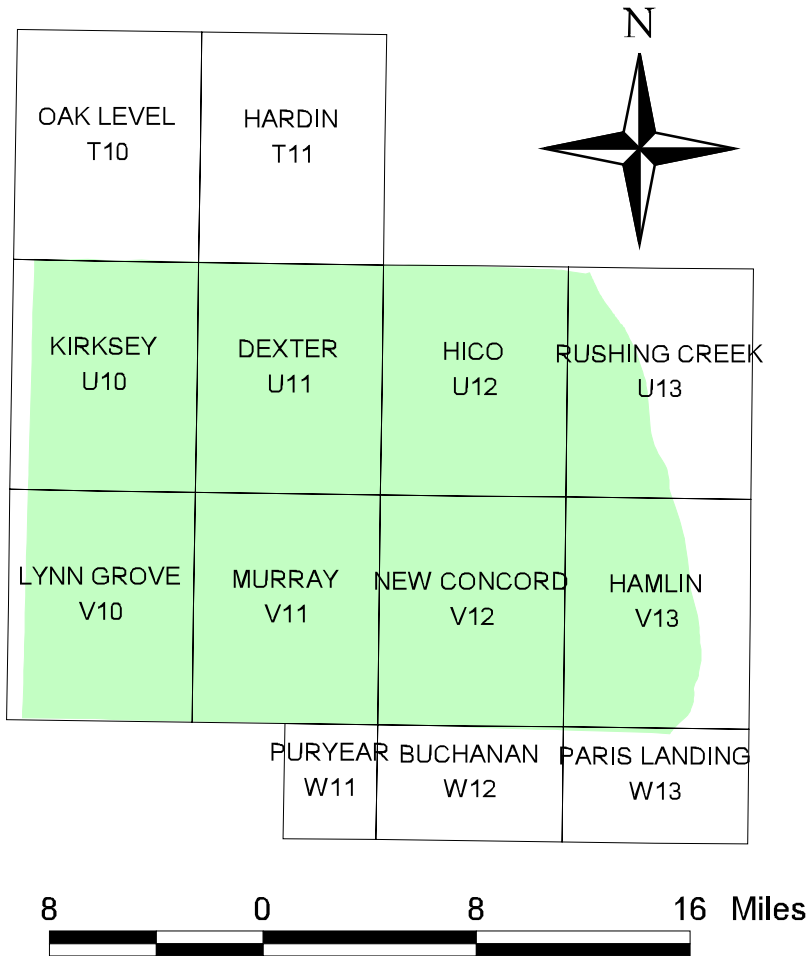 N
OAK LEVEL
T10
HARDIN
T11
KIRKSEY
U10
DEXTER
U11
HICO
U12
RUSHING CREEK
U13
LYNN GROVE
V10
MURRAY
V11
NEW CONCORD
V12
HAMLIN
V13
PURYEAR
W11
BUCHANAN
W12
PARIS LANDING
W13
8 0 8 16 Miles